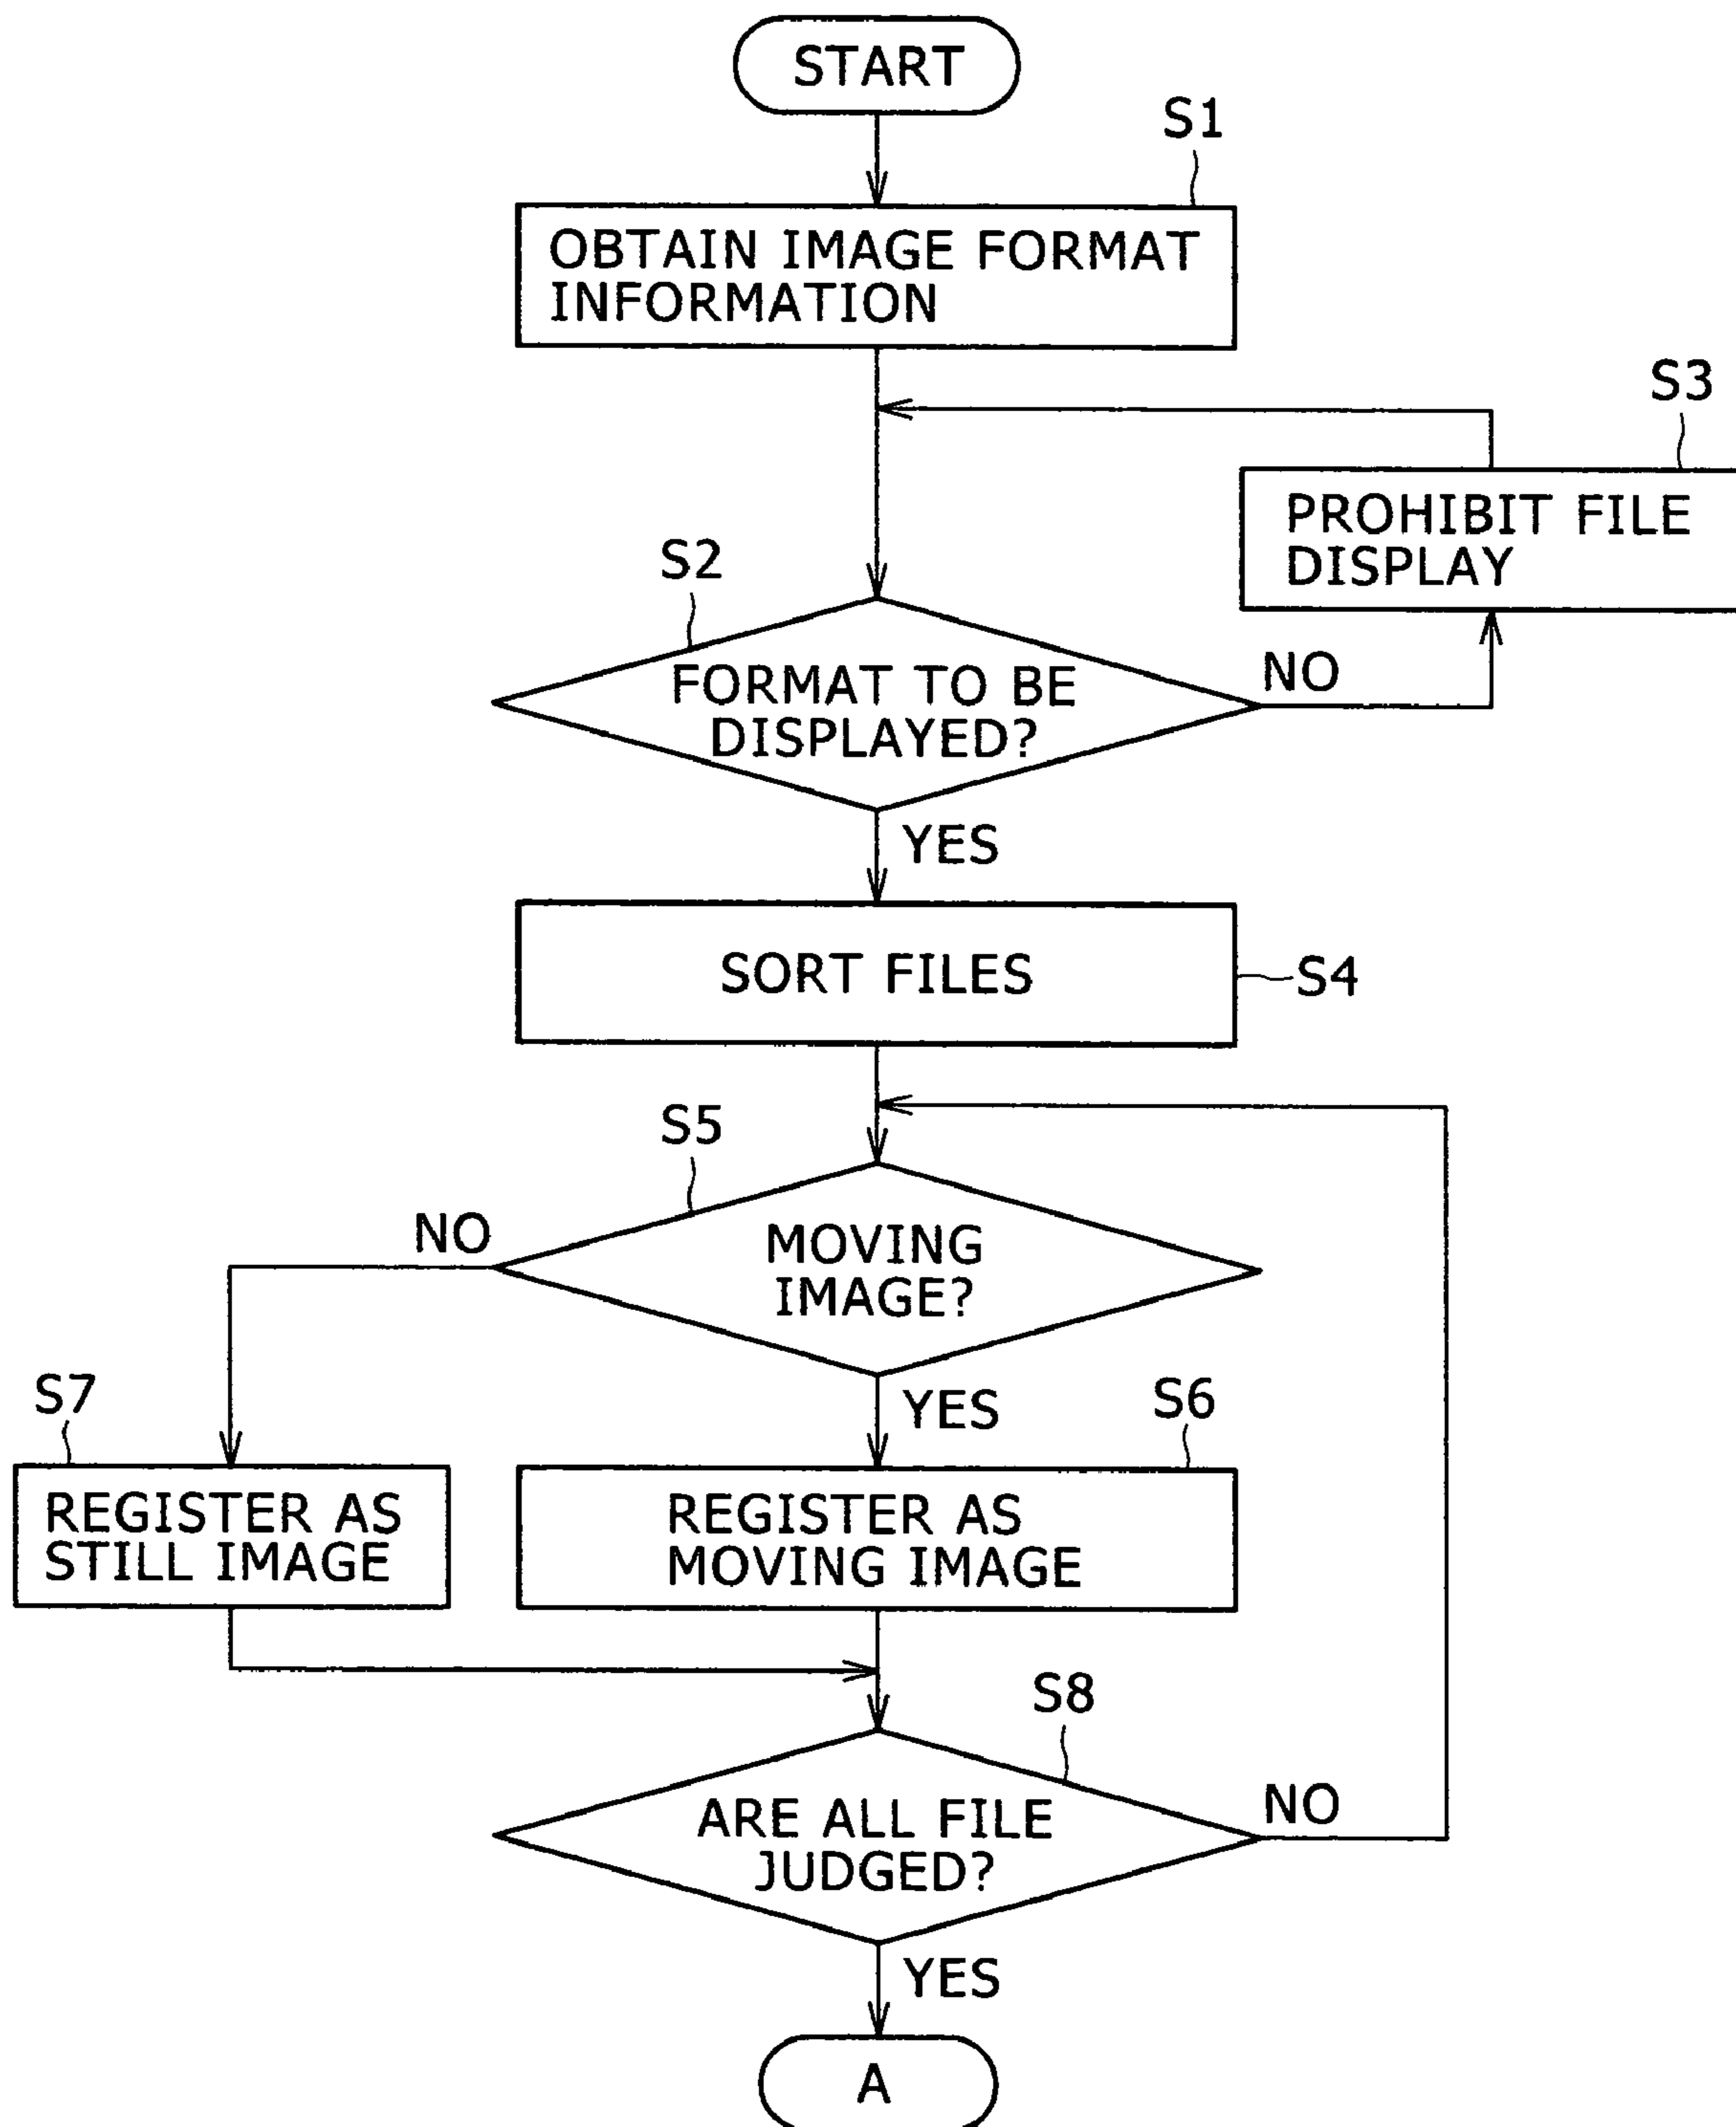 START
S1
OBTAIN IMAGE FORMAT
INFORMATION
S3
PROHIBIT FILE
DISPLAY
S2
FORMAT TO BE
DISPLAYED?
NO
YES
SORT FILES
S4
S5
NO
MOVING
IMAGE?
YES
S7
S6
REGISTER AS
STILL IMAGE
REGISTER AS
MOVING IMAGE
S8
ARE ALL FILE
JUDGED?
NO
YES
A